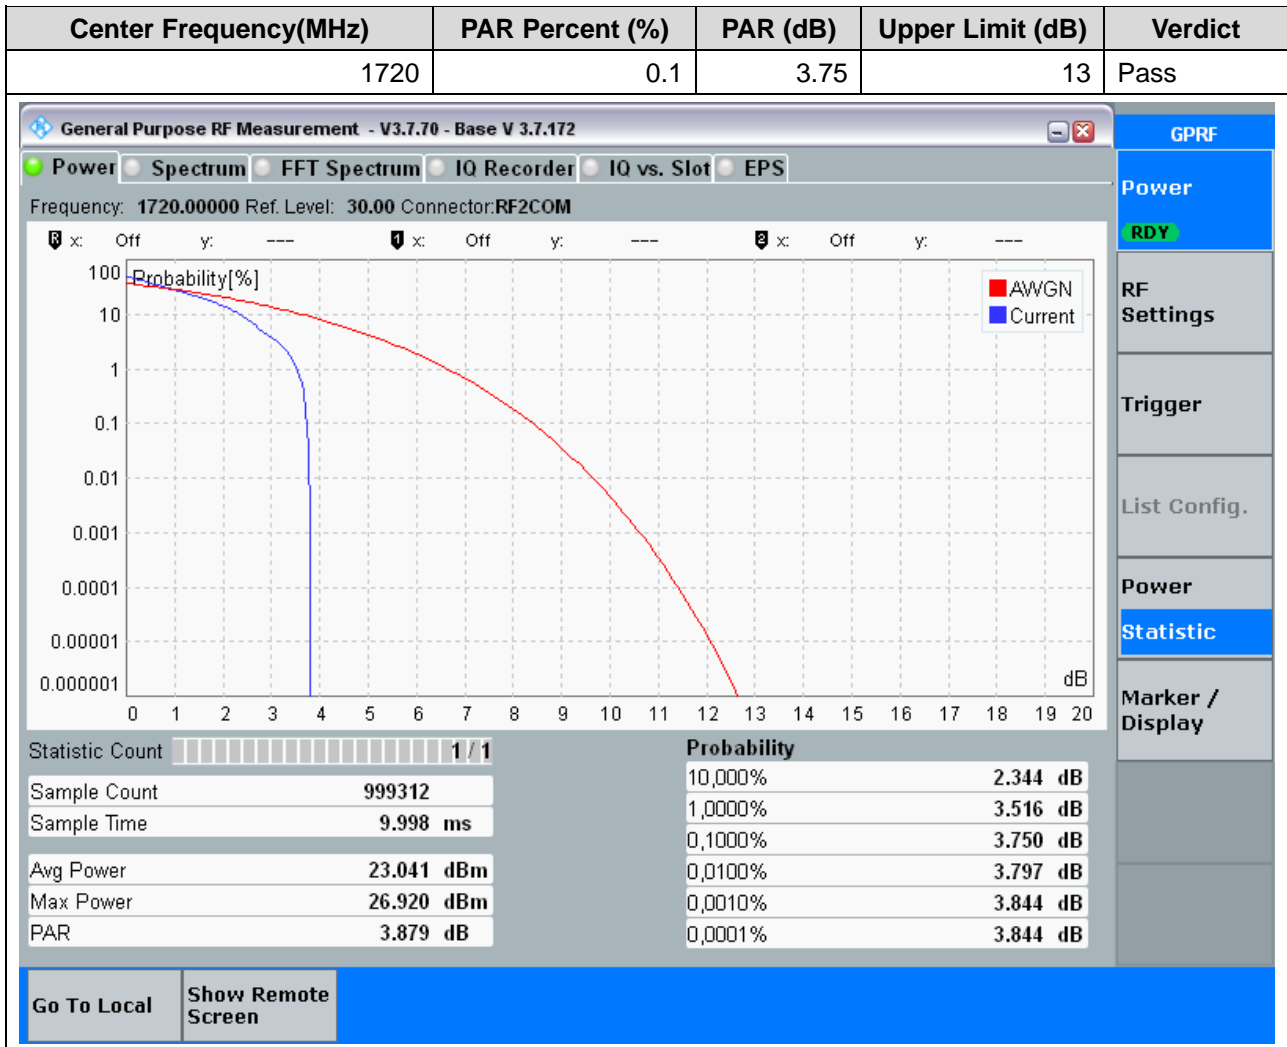 Center Frequency(MHz) PAR Percent (%) PAR (dB) Upper Limit (dB) Verdict
1720 0.1 3.75 13 Pass
General Purpose RF Measurement - V3.7.70 - Base V 3.7.172
GPRF
Power Spectrum FFT Spectrum IQ Recorder IQ vs. Slot EPS
Frequency: 1720.00000 Ref. Level: 30.00 Connector:RF2COM
R x: Off y: --- 1 x: Off y: --- 2 x: Off y: ---
Probability[%]
100
10
1
0.1
0.01
0.001
0.0001
0.00001
0.000001
AWGN
Current
dB
0 1 2 3 4 5 6 7 8 9 10 11 12 13 14 15 16 17 18 19 20
Statistic Count 1 / 1
Sample Count 999312
Sample Time 9.998 ms
Avg Power 23.041 dBm
Max Power 26.920 dBm
PAR 3.879 dB
Probability
10,000% 2.344 dB
1,0000% 3.516 dB
0,1000% 3.750 dB
0,0100% 3.797 dB
0,0010% 3.844 dB
0,0001% 3.844 dB
Power
RDY
RF
Settings
Trigger
List Config.
Power
Statistic
Marker /
Display
Go To Local
Show Remote
Screen